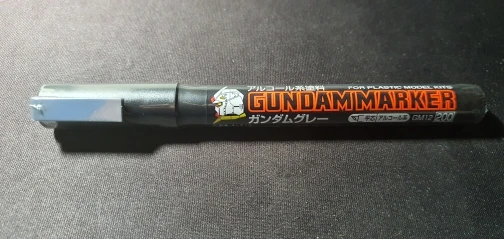 アルコール系塗料 FOR PLASTIC MODEL KITS
GUNDAM MARKER
ガンダムグレー アルコール系 GM12 200